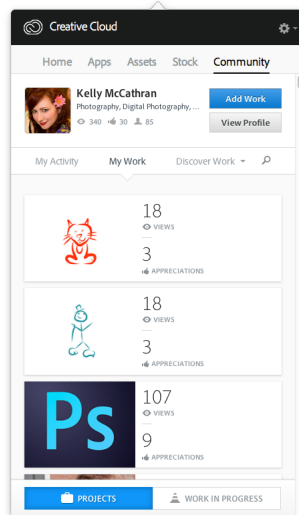 Creative Cloud
Home Apps Assets Stock Community
Kelly McCathran
Photography, Digital Photography, ...
340 30 85
Add Work
View Profile
My Activity My Work Discover Work
18
VIEWS
3
APPRECIATIONS
18
VIEWS
3
APPRECIATIONS
Ps
107
VIEWS
9
APPRECIATIONS
PROJECTS WORK IN PROGRESS